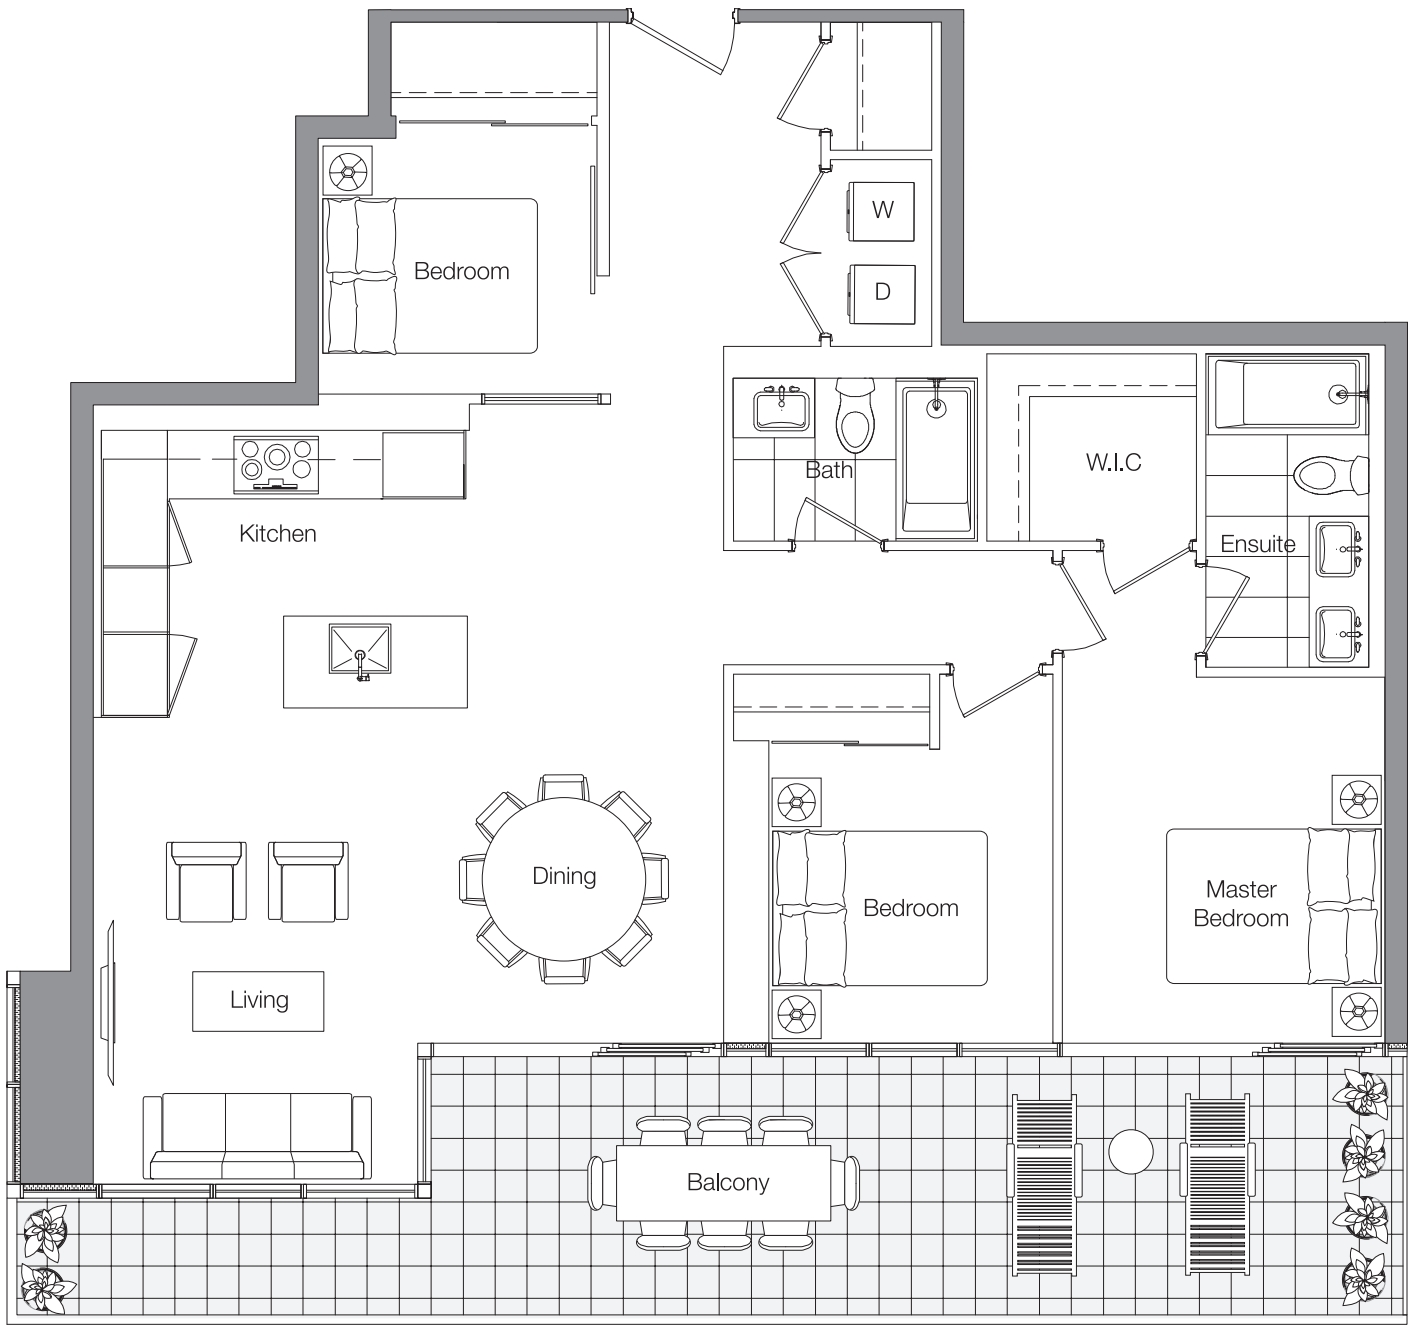 W
Bedroom
D
W.I.C
Bath
Kitchen
Ensuite
Dining
Master
Bedroom
Bedroom
Living
Balcony